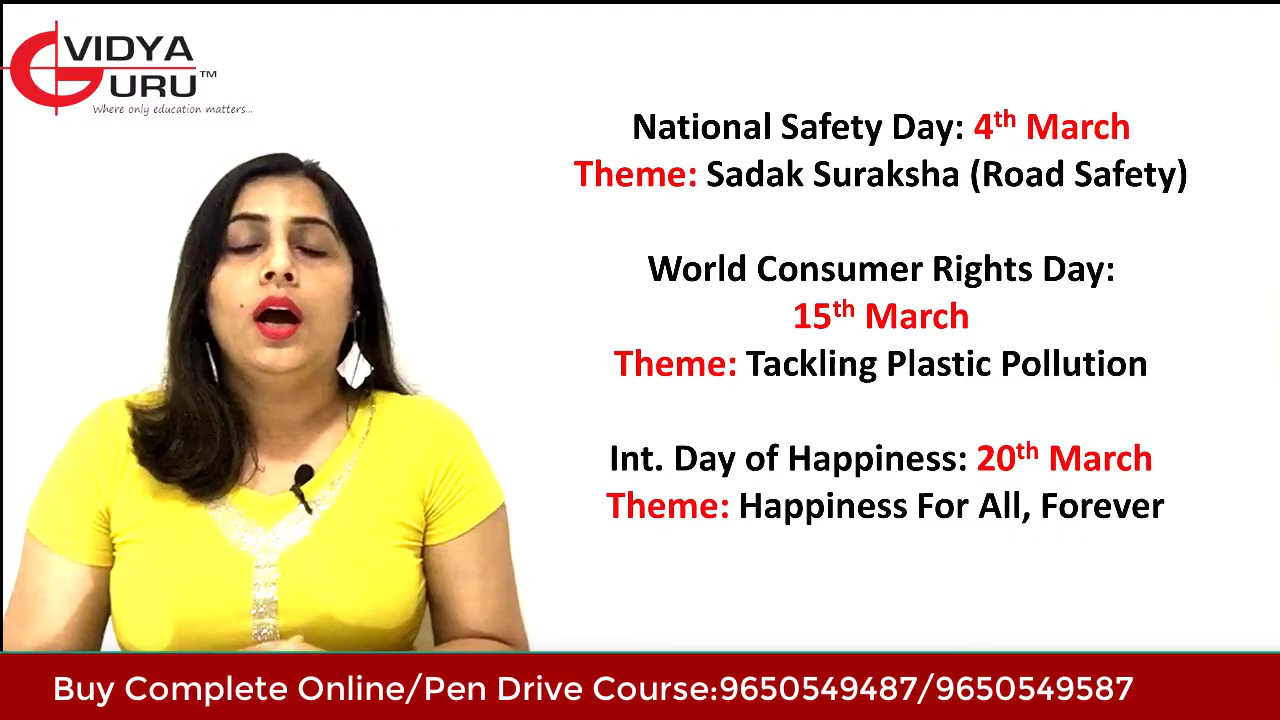 VIDYA
GURU™
Where only education matters...
National Safety Day: 4th March
Theme: Sadak Suraksha (Road Safety)
World Consumer Rights Day:
15th March
Theme: Tackling Plastic Pollution
Int. Day of Happiness: 20th March
Theme: Happiness For All, Forever
Buy Complete Online/Pen Drive Course:9650549487/9650549587